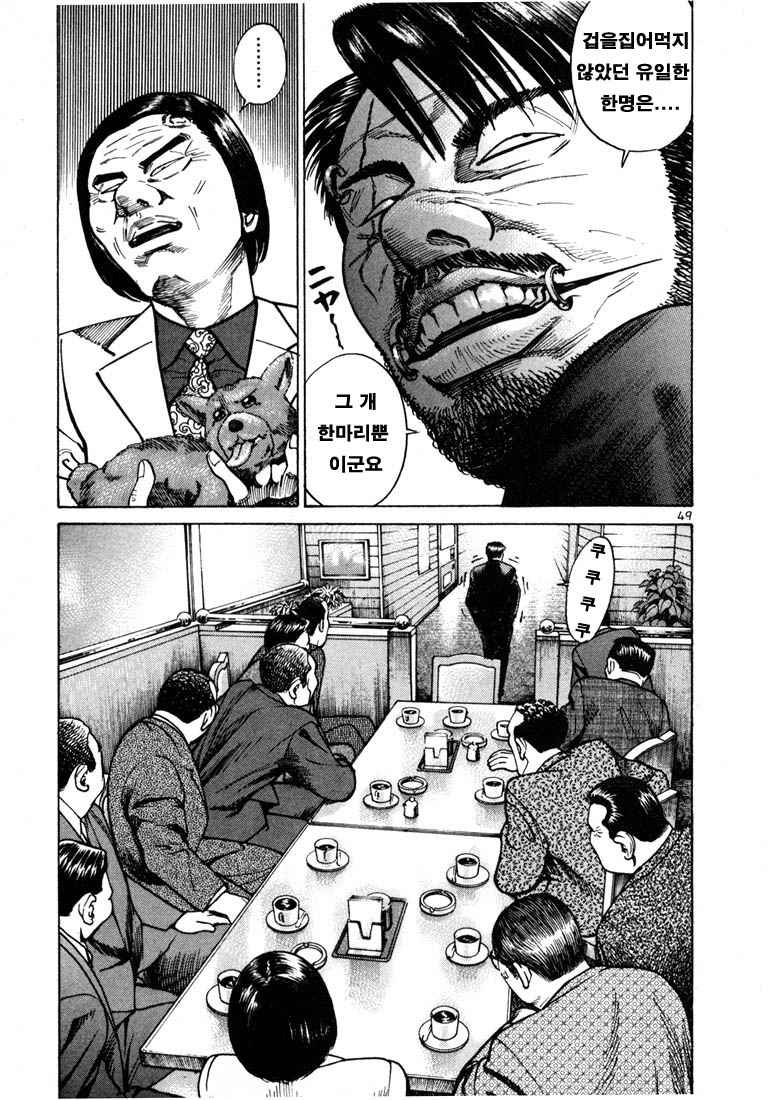 겁을집어먹지
않았던 유일한
한명은....
ニャ〜
그 개
한마리뿐
이군요
.........
49
쿠
쿠
쿠
쿠